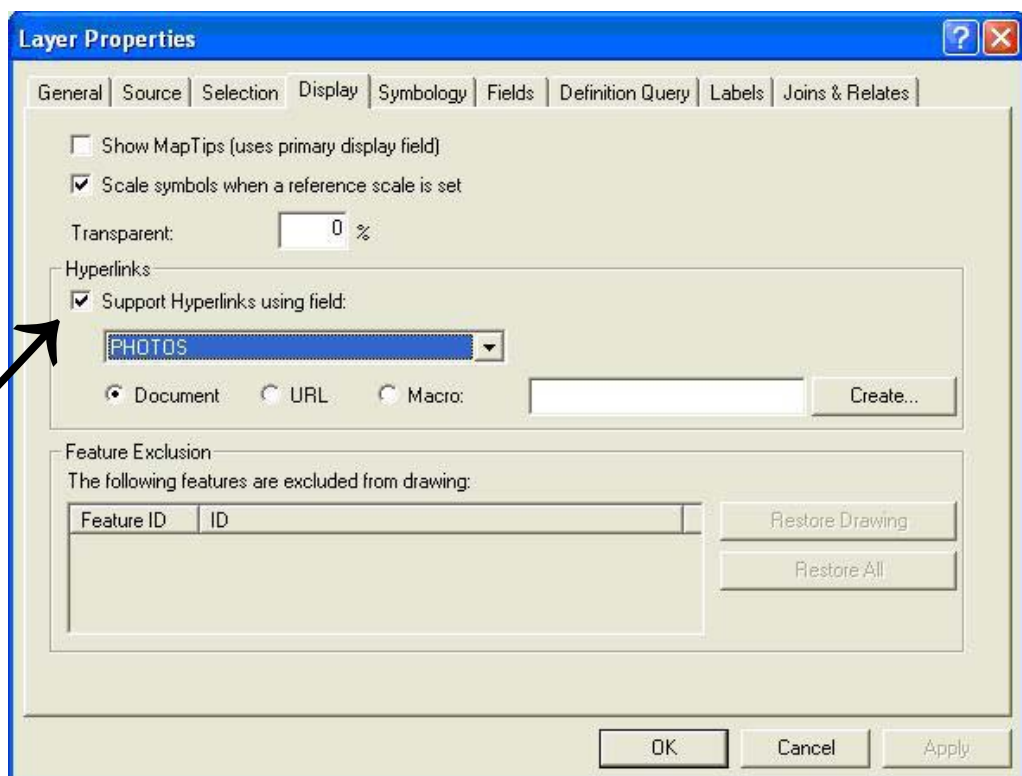 Layer Properties
General Source Selection Display Symbology Fields Definition Query Labels Joins & Relates
Show MapTips (uses primary display field)
Scale symbols when a reference scale is set
Transparent: 0 %
Hyperlinks
Support Hyperlinks using field:
PHOTOS
Document URL Macro: Create...
Feature Exclusion
The following features are excluded from drawing:
Feature ID ID
Restore Drawing
Restore All
OK Cancel Apply